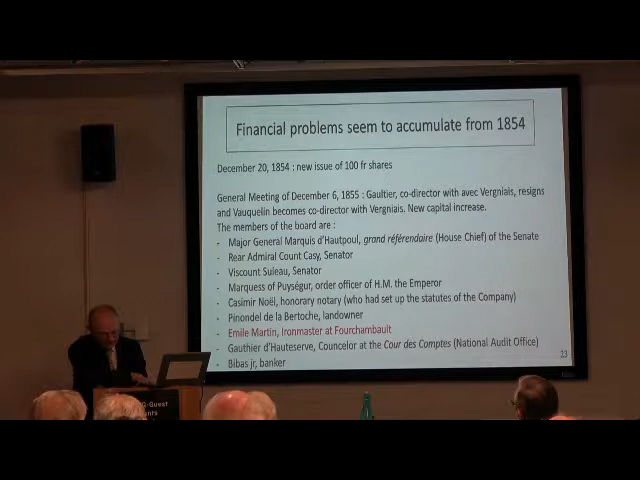 Financial problems seem to accumulate from 1854
December 20, 1854 : new issue of 100 fr shares
General Meeting of December 6, 1855 : Gaultier, co-director with avec Vergniais, resigns
and Vauquelin becomes co-director with Vergniais. New capital increase.
The members of the board are :
- Major General Marquis d'Hautpoul, grand référendaire (House Chief) of the Senate
- Rear Admiral Count Casy, Senator
- Viscount Suleau, Senator
- Marquess of Puységur, order officer of H.M. the Emperor
- Casimir Noël, honorary notary (who had set up the statutes of the Company)
- Pinondel de la Bertoche, landowner
- Emile Martin, Ironmaster at Fourchambault
- Gauthier d'Hauteserve, Councelor at the Cour des Comptes (National Audit Office)
- Bibas jr, banker
23